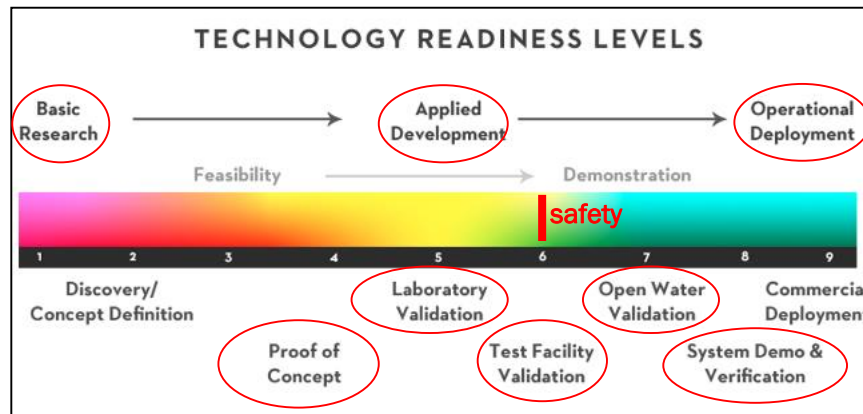 TECHNOLOGY READINESS LEVELS
Basic
Research
Applied
Development
Operational
Deployment
Feasibility
Demonstration
safety
1 2 3 4 5 6 7 8 9
Discovery/
Concept Definition
Laboratory
Validation
Open Water
Validation
Commercia
Deployment
Proof of
Concept
Test Facility
Validation
System Demo &
Verification